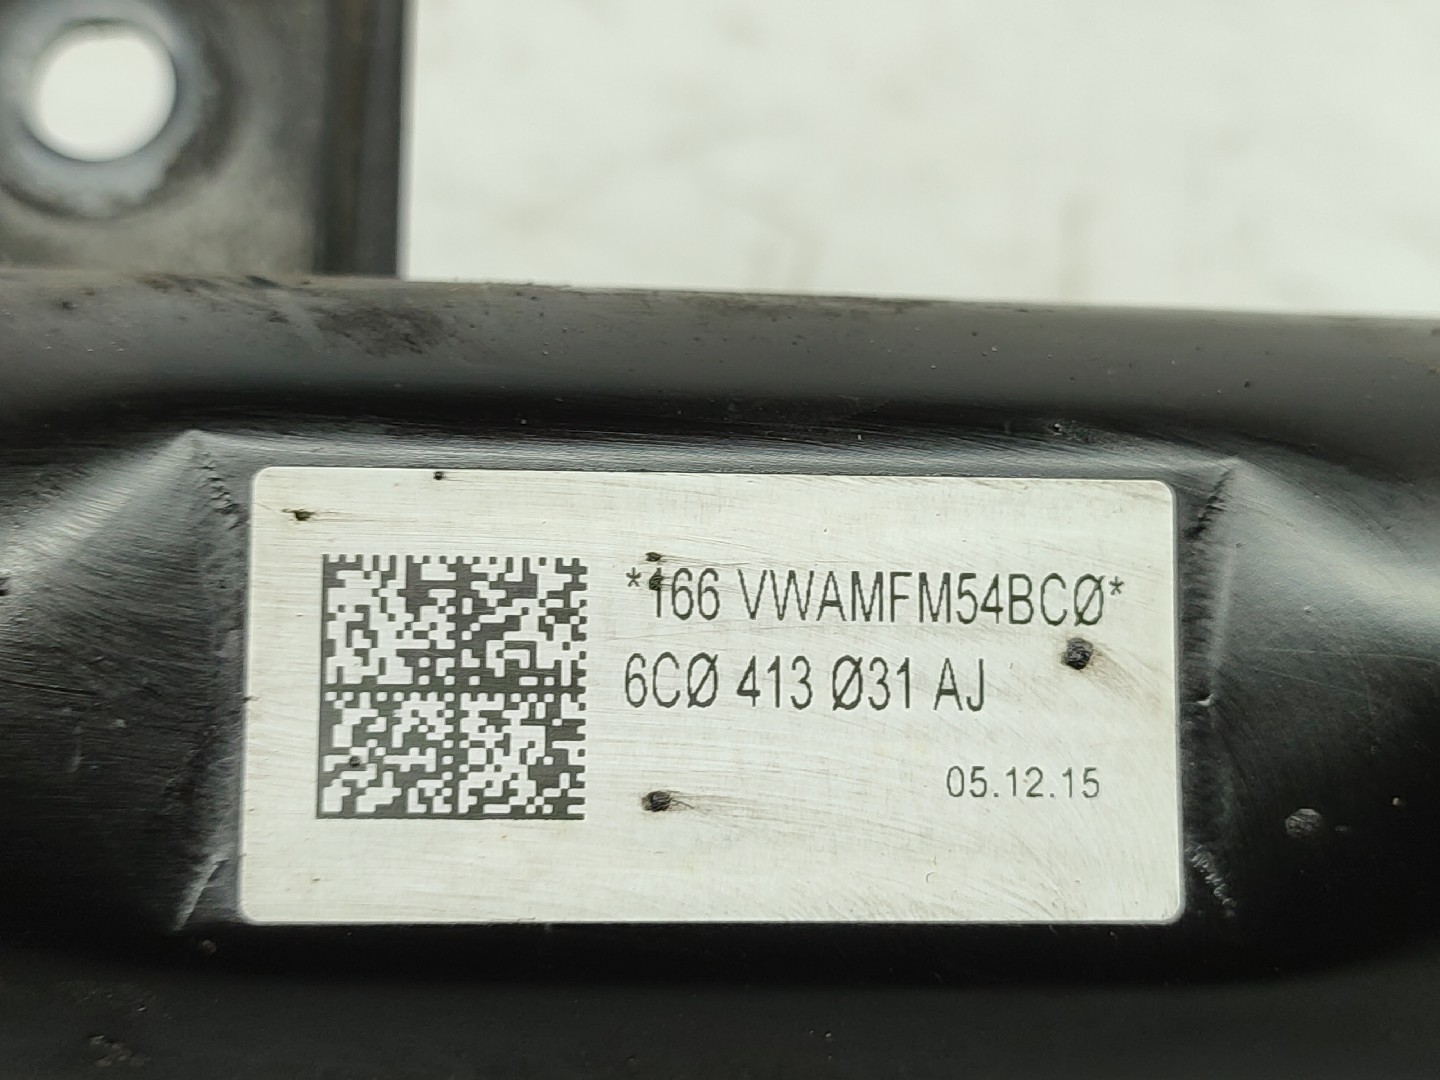 *166 VWAMFM54BCØ*
6CØ 413 Ø31 AJ
05.12.15